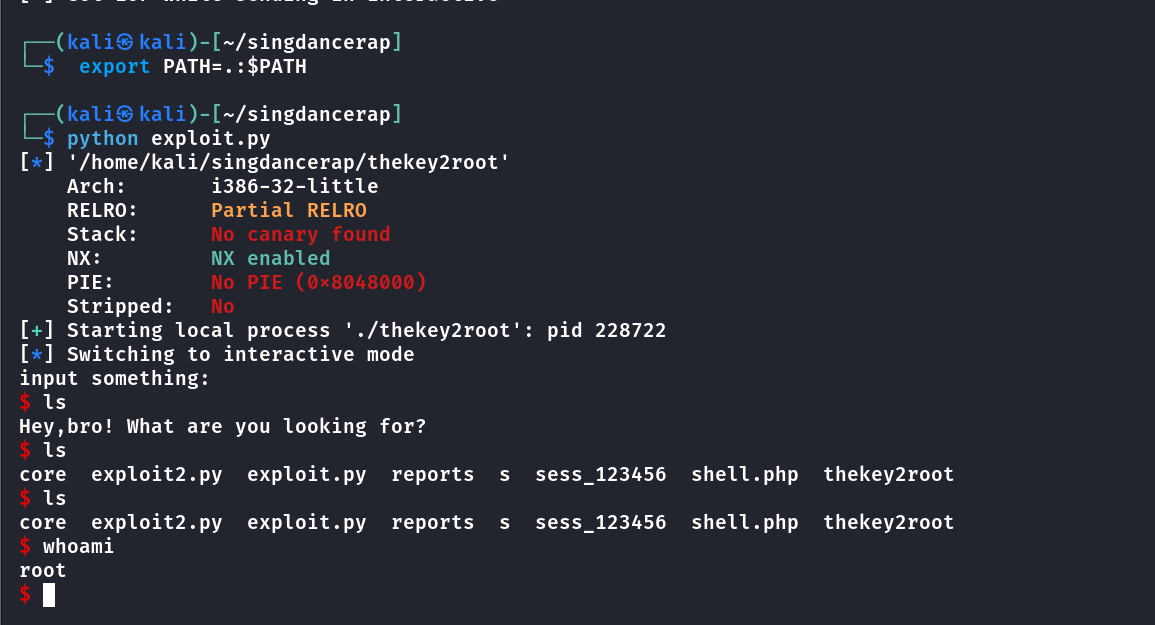 ┌──(kali㉿kali)-[~/singdancerap]
└─$  export PATH=.:$PATH
┌──(kali㉿kali)-[~/singdancerap]
└─$ python exploit.py
[*] '/home/kali/singdancerap/thekey2root'
    Arch:       i386-32-little
    RELRO:      Partial RELRO
    Stack:      No canary found
    NX:         NX enabled
    PIE:        No PIE (0×8048000)
    Stripped:   No
[+] Starting local process './thekey2root': pid 228722
[*] Switching to interactive mode
input something:
$ ls
Hey,bro! What are you looking for?
$ ls
core  exploit2.py  exploit.py  reports  s  sess_123456  shell.php  thekey2root
$ ls
core  exploit2.py  exploit.py  reports  s  sess_123456  shell.php  thekey2root
$ whoami
root
$